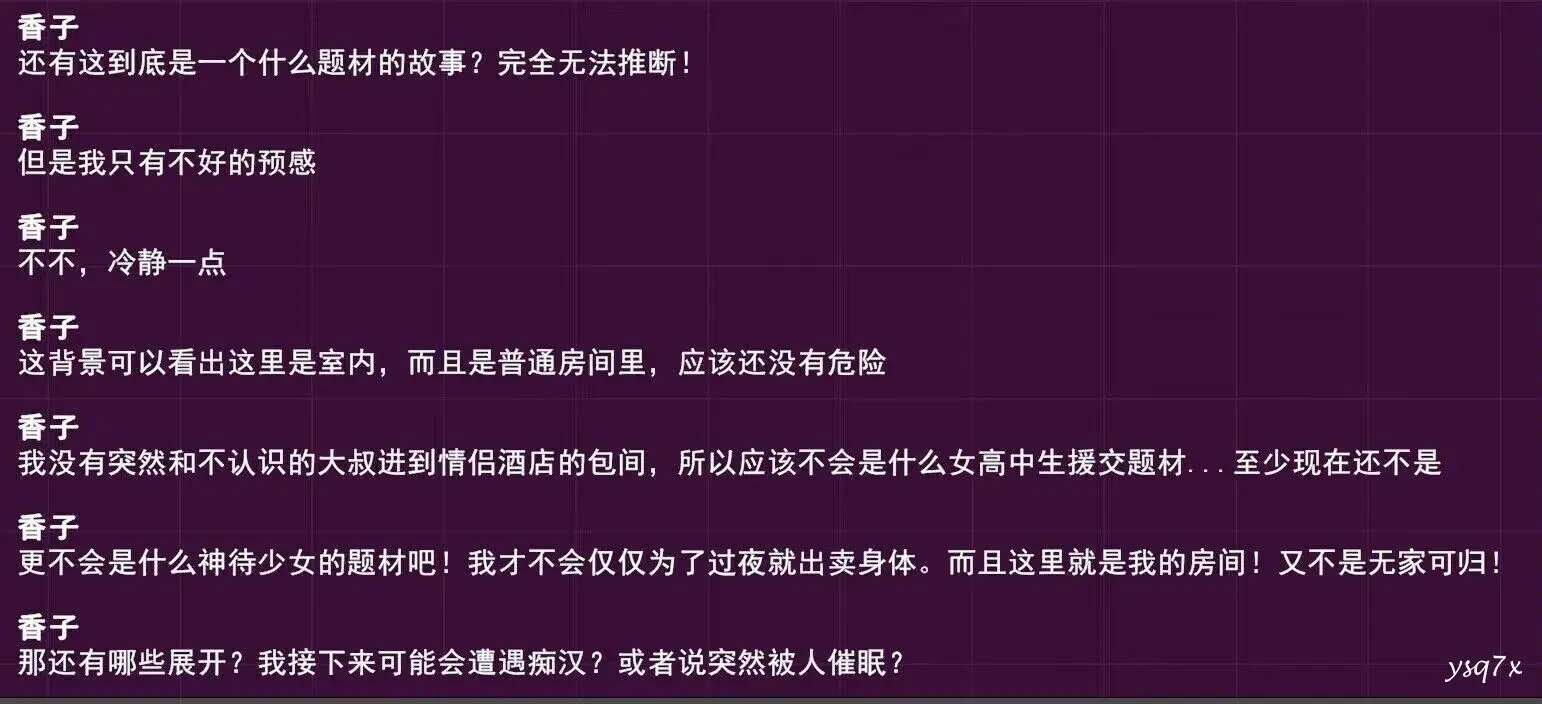 香子
还有这到底是一个什么题材的故事？完全无法推断！
香子
但是我只有不好的预感
香子
不不，冷静一点
香子
这背景可以看出这里是室内，而且是普通房间里，应该还没有危险
香子
我没有突然和不认识的大叔进到情侣酒店的包间，所以应该不会是什么女高中生援交题材...至少现在还不是
香子
更不会是什么神待少女的题材吧！我才不会仅仅为了过夜就出卖身体。而且这里就是我的房间！又不是无家可归！
香子
那还有哪些展开？我接下来可能会遭遇痴汉？或者说突然被人催眠？
ysq7x